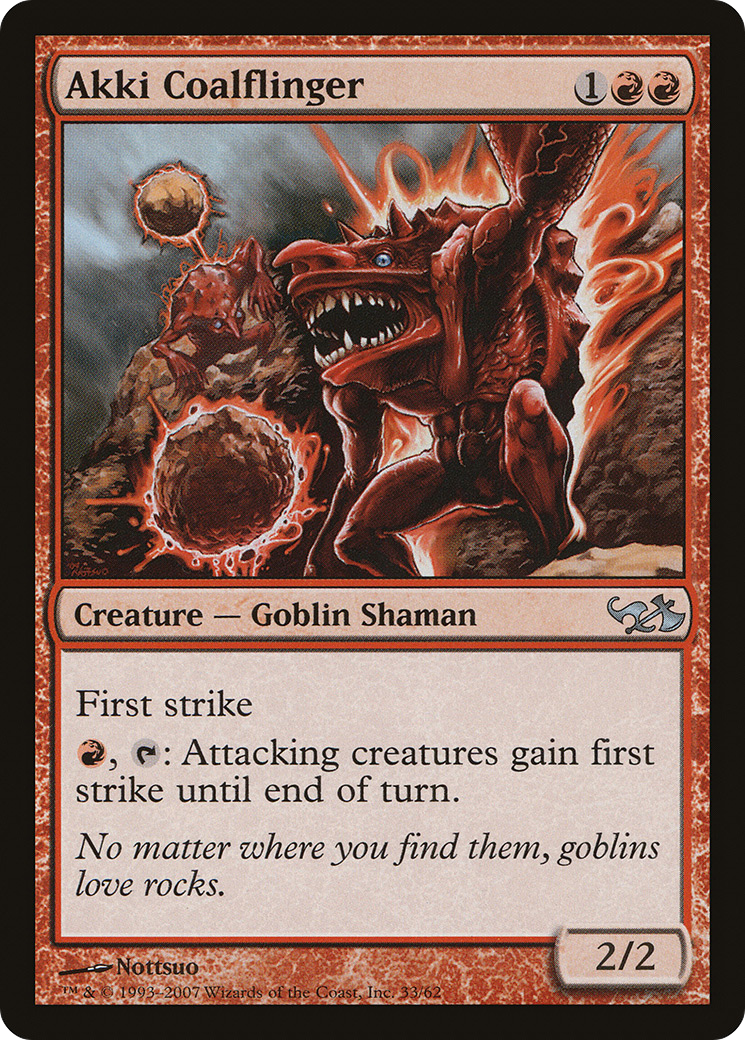 Akki Coalflinger 1
NOTTSUO
Creature — Goblin Shaman
First strike
, : Attacking creatures gain first
strike until end of turn.
No matter where you find them, goblins
love rocks.
2/2
Nottsuo
™ & © 1993–2007 Wizards of the Coast, Inc. 33/62